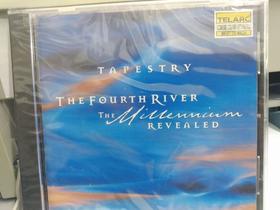 TELARC
TAPESTRY
THE FOURTH RIVER
THE Millennium
REVEALED